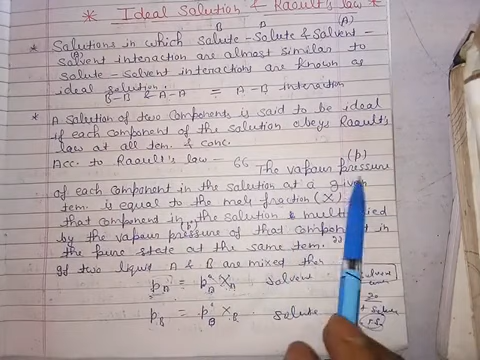 * Ideal Solution & Raoult's law *
B B (A)
* Solutions in which Solute-Solute & Solvent-
(A)
Solvent interaction are almost similar to
Solute-Solvent interactions are known as
ideal solution.
B-B & A-A = A-B Interaction
* A Solution of two Components is said to be ideal
if each component of the solution obeys Raoult's
law at all tem. & conc.
Acc. to Raoult's law - 66 The vapour pressure (p)
of each component in the solution at a given
tem. is equal to the mole fraction (X)
that component in the solution & multiplied
by the vapour pressure of that component in
(p°)
the pure state at the same tem. 99
If two liquid A & B are mixed then
pA = p° XA Solvent
pB = p°B XB Solute